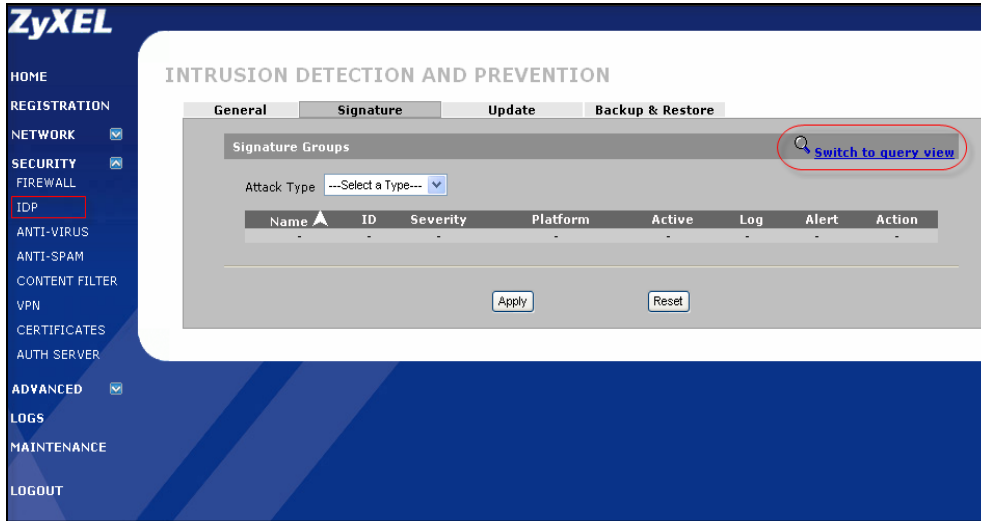 ZyXEL
HOME
REGISTRATION
NETWORK
SECURITY
FIREWALL
IDP
ANTI-VIRUS
ANTI-SPAM
CONTENT FILTER
VPN
CERTIFICATES
AUTH SERVER
ADVANCED
LOGS
MAINTENANCE
LOGOUT
INTRUSION DETECTION AND PREVENTION
General Signature Update Backup & Restore
Signature Groups Switch to query view
Attack Type ---Select a Type---
Name ID Severity Platform Active Log Alert Action
- - - - - - - -
Apply Reset